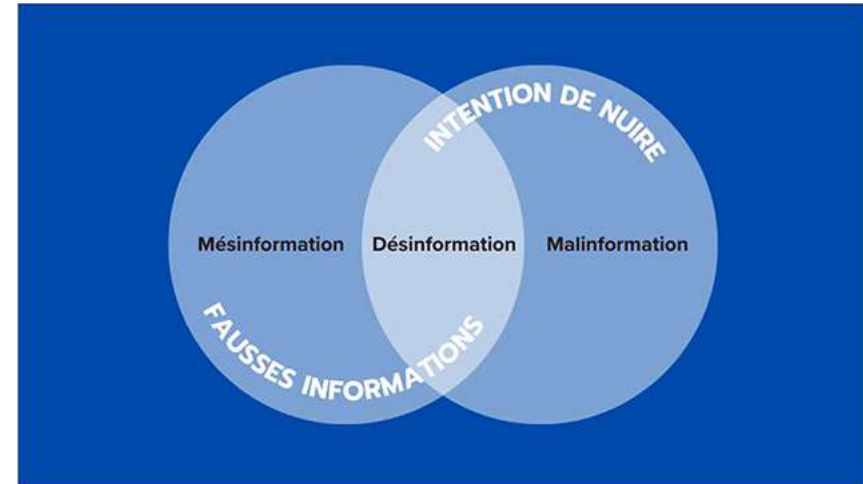 INTENTION DE NUIRE
Mésinformation
Désinformation
Malinformation
FAUSSES INFORMATIONS